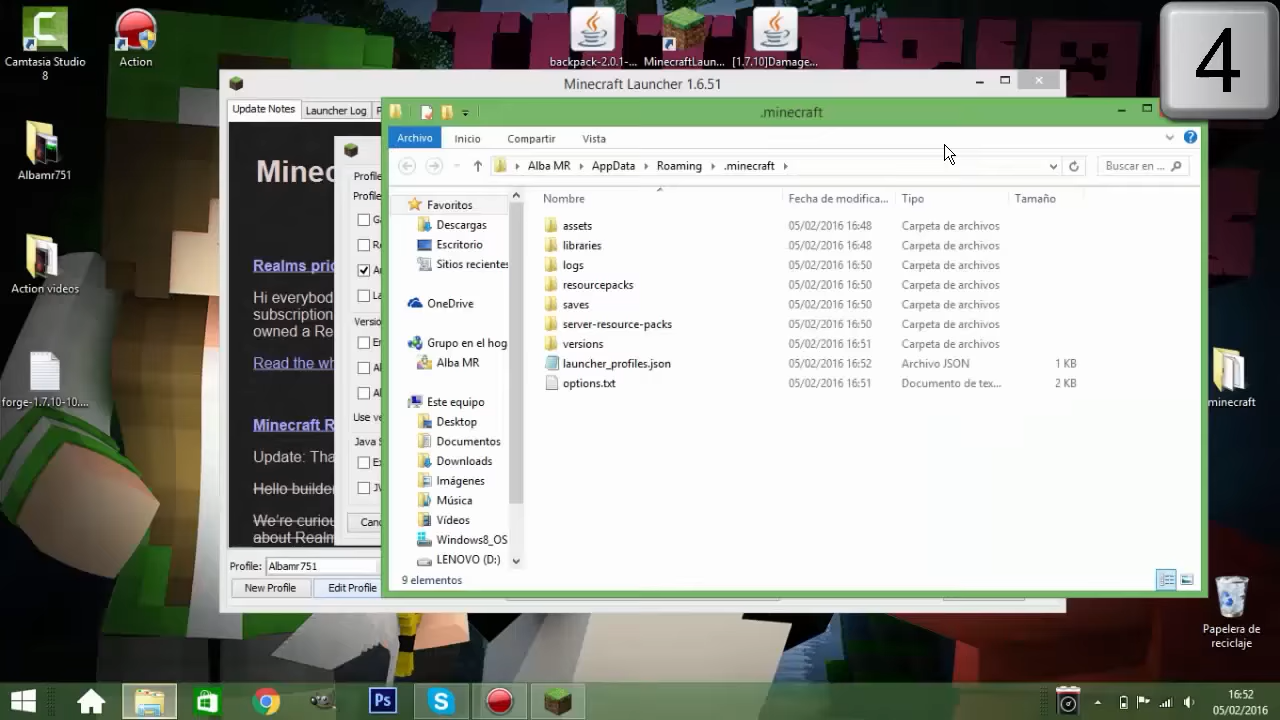 Camtasia Studio
8
Action
backpack-2.0.1-...
MinecraftLaun...
[1.7.10]Damage...
4
Albamr751
Action videos
forge-1.7.10-10....
Minecraft Launcher 1.6.51
Update Notes
Launcher Log
Minec
Realms pric
Hi everybod
subscription
owned a Re
Read the wh
Minecraft R
Update: Tha
Hello builder
We're curiou
about Realm
Profile
Profile
Versio
Use ve
Java S
Canc
Profile: Albamr751
New Profile
Edit Profile
.minecraft
Archivo
Inicio
Compartir
Vista
Alba MR
AppData
Roaming
.minecraft
Buscar en ...
Favoritos
Descargas
Escritorio
Sitios recientes
OneDrive
Grupo en el hog
Alba MR
Este equipo
Desktop
Documentos
Downloads
Imágenes
Música
Vídeos
Windows8_OS
LENOVO (D:)
Nombre Fecha de modifica... Tipo Tamaño
assets 05/02/2016 16:48 Carpeta de archivos
libraries 05/02/2016 16:48 Carpeta de archivos
logs 05/02/2016 16:50 Carpeta de archivos
resourcepacks 05/02/2016 16:50 Carpeta de archivos
saves 05/02/2016 16:50 Carpeta de archivos
server-resource-packs 05/02/2016 16:50 Carpeta de archivos
versions 05/02/2016 16:51 Carpeta de archivos
launcher_profiles.json 05/02/2016 16:52 Archivo JSON 1 KB
options.txt 05/02/2016 16:51 Documento de tex... 2 KB
9 elementos
minecraft
Papelera de
reciclaje
Ps
16:52
05/02/2016